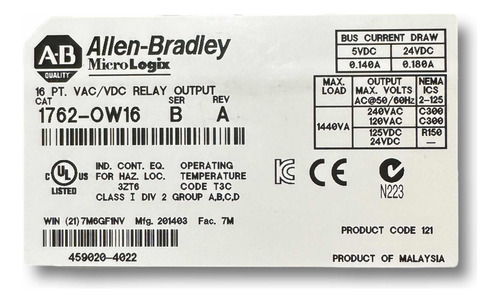 A-B
QUALITY
Allen-Bradley
MicroLogix
16 PT. VAC/VDC RELAY OUTPUT
CAT SER REV
1762-OW16 B A
BUS CURRENT DRAW
5VDC 24VDC
0.140A 0.180A
MAX. LOAD OUTPUT MAX. VOLTS AC@50/60Hz NEMA ICS 2-125
1440VA 240VAC C300
120VAC C300
125VDC R150
24VDC —
C UL US
LISTED
IND. CONT. EQ. OPERATING
FOR HAZ. LOC. TEMPERATURE
3ZT6 CODE T3C
CLASS I DIV 2 GROUP A,B,C,D
CE
N223
WIN (21)7M6GF1NV Mfg. 201403 Fac. 7M
PRODUCT CODE 121
459020-4022
PRODUCT OF MALAYSIA